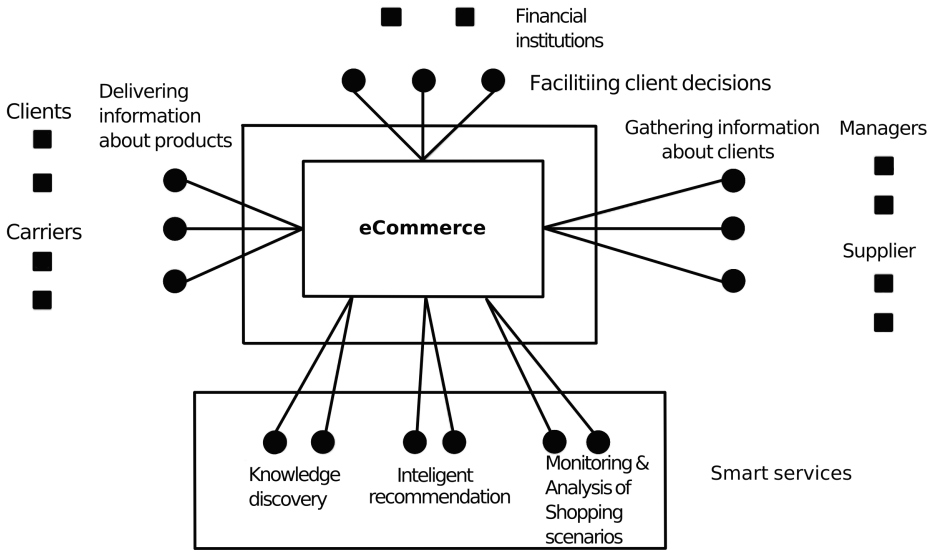 Financial
institutions
Facilitiing client decisions
Delivering
information
about products
Clients
Carriers
Gathering information
about clients
Managers
Supplier
eCommerce
Knowledge
discovery
Inteligent
recommendation
Monitoring &
Analysis of
Shopping
scenarios
Smart services